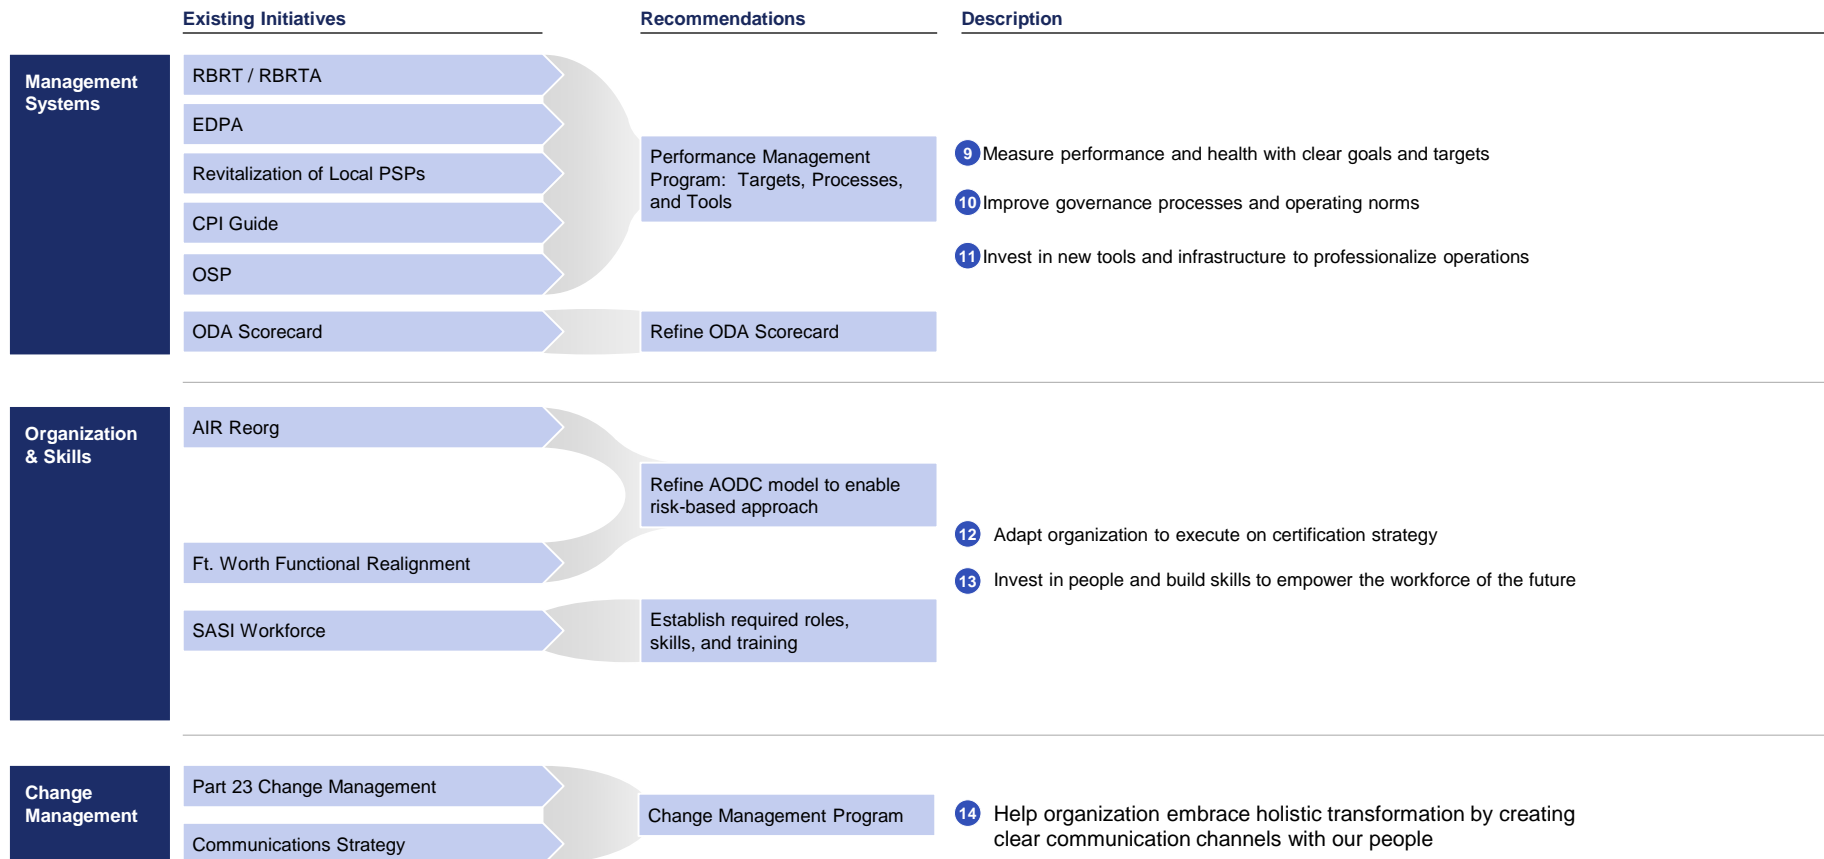 Existing Initiatives
Recommendations
Description
Management
Systems
RBRT / RBRTA
EDPA
Revitalization of Local PSPs
CPI Guide
OSP
ODA Scorecard
Performance Management
Program:  Targets, Processes,
and Tools
Refine ODA Scorecard
9 Measure performance and health with clear goals and targets
10 Improve governance processes and operating norms
11 Invest in new tools and infrastructure to professionalize operations
Organization
& Skills
AIR Reorg
Ft. Worth Functional Realignment
SASI Workforce
Refine AODC model to enable
risk-based approach
Establish required roles,
skills, and training
12 Adapt organization to execute on certification strategy
13 Invest in people and build skills to empower the workforce of the future
Change
Management
Part 23 Change Management
Communications Strategy
Change Management Program
14 Help organization embrace holistic transformation by creating
clear communication channels with our people